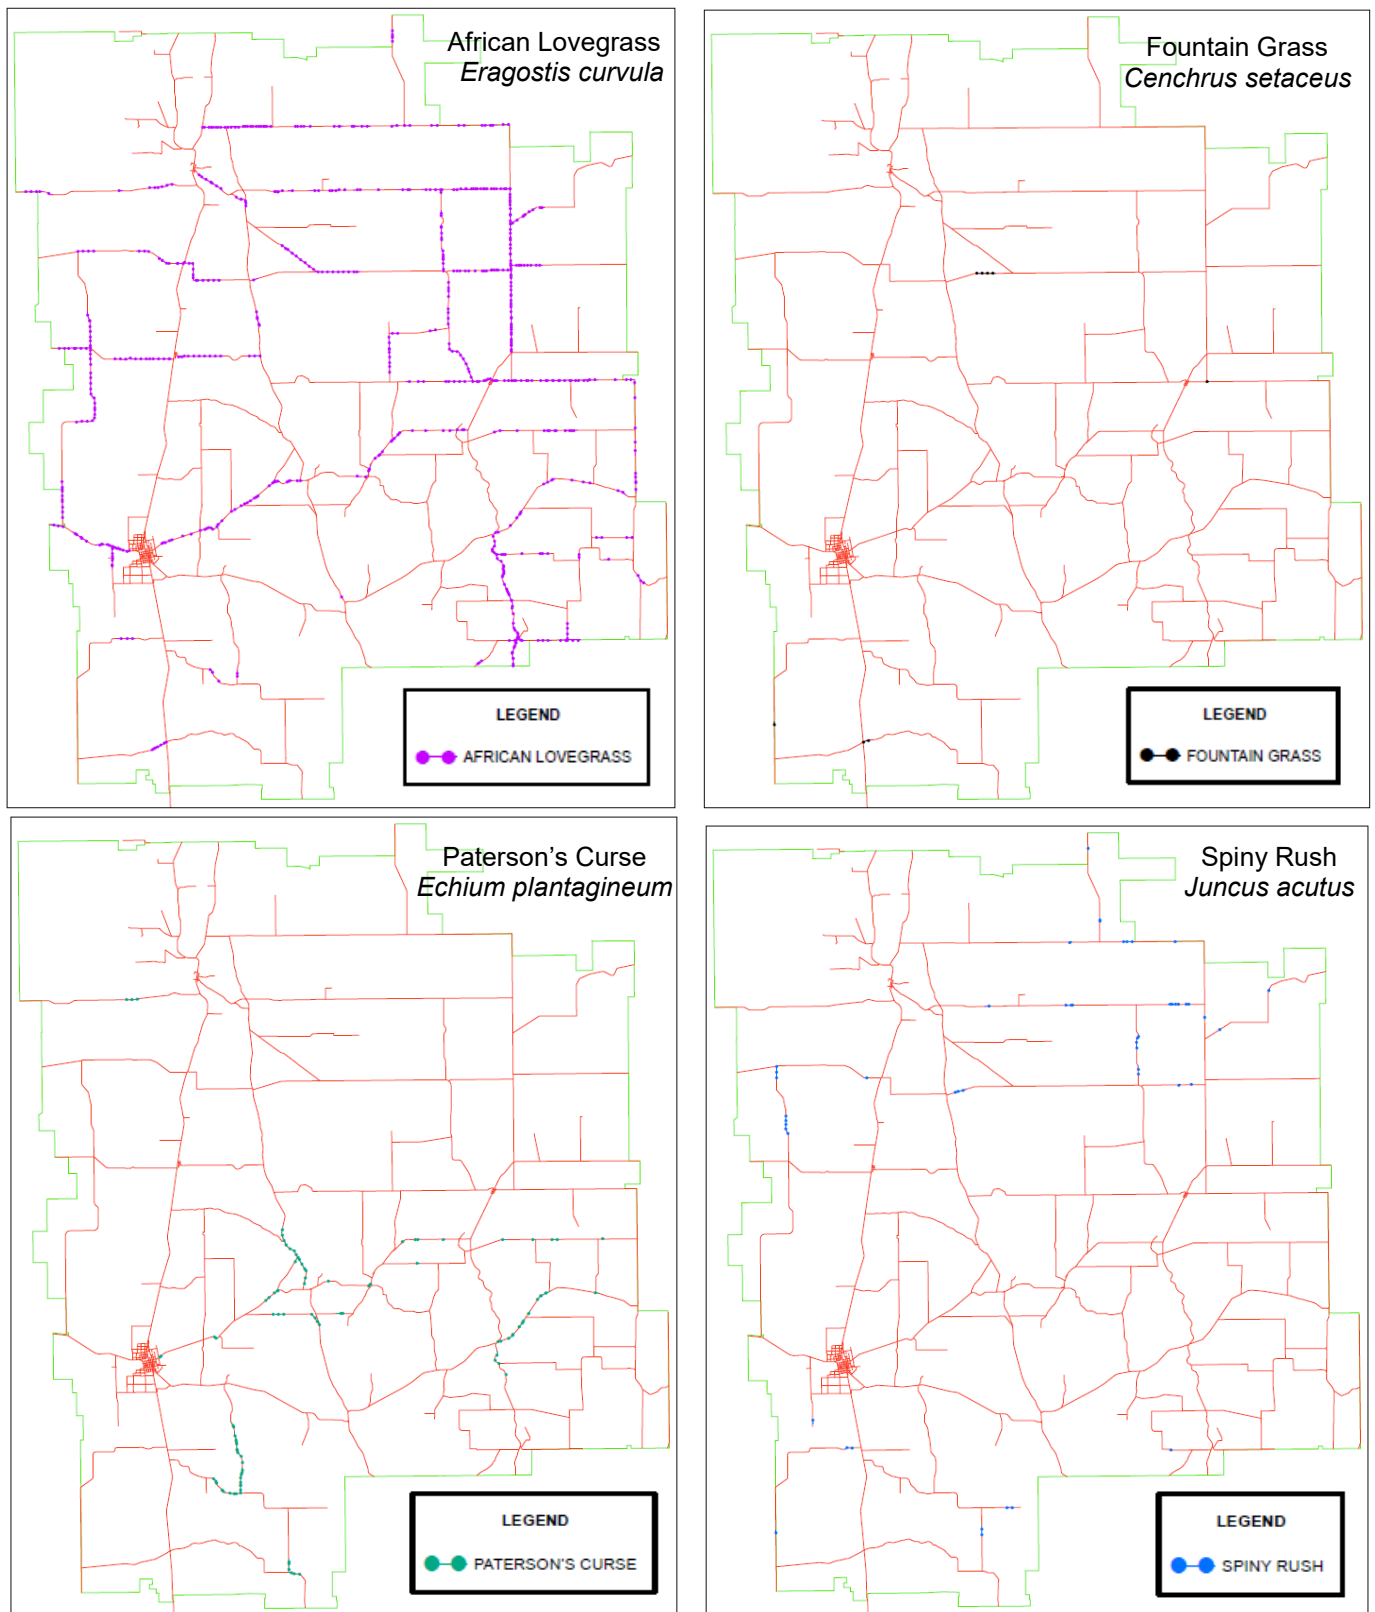 African Lovegrass
Eragostis curvula
LEGEND
AFRICAN LOVEGRASS
Fountain Grass
Cenchrus setaceus
LEGEND
FOUNTAIN GRASS
Paterson’s Curse
Echium plantagineum
LEGEND
PATERSON'S CURSE
Spiny Rush
Juncus acutus
LEGEND
SPINY RUSH